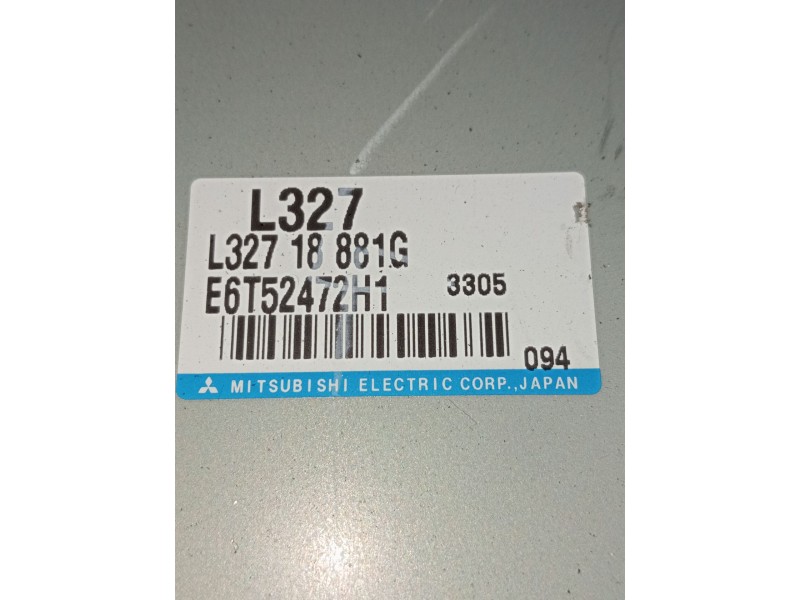 L327
L327 18 881G
E6T52472H1 3305
094
MITSUBISHI ELECTRIC CORP.,JAPAN